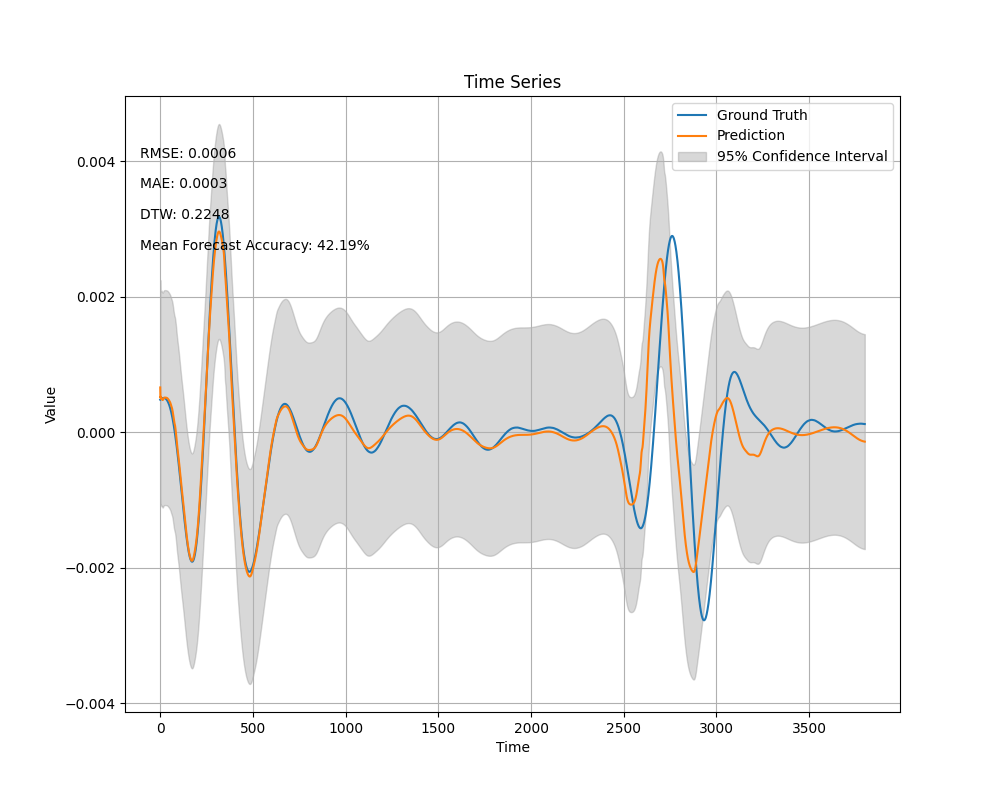 Time Series
Ground Truth
Prediction
95% Confidence Interval
RMSE: 0.0006
MAE: 0.0003
DTW: 0.2248
Mean Forecast Accuracy: 42.19%
0.004
0.002
0.000
−0.002
−0.004
Value
0 500 1000 1500 2000 2500 3000 3500
Time